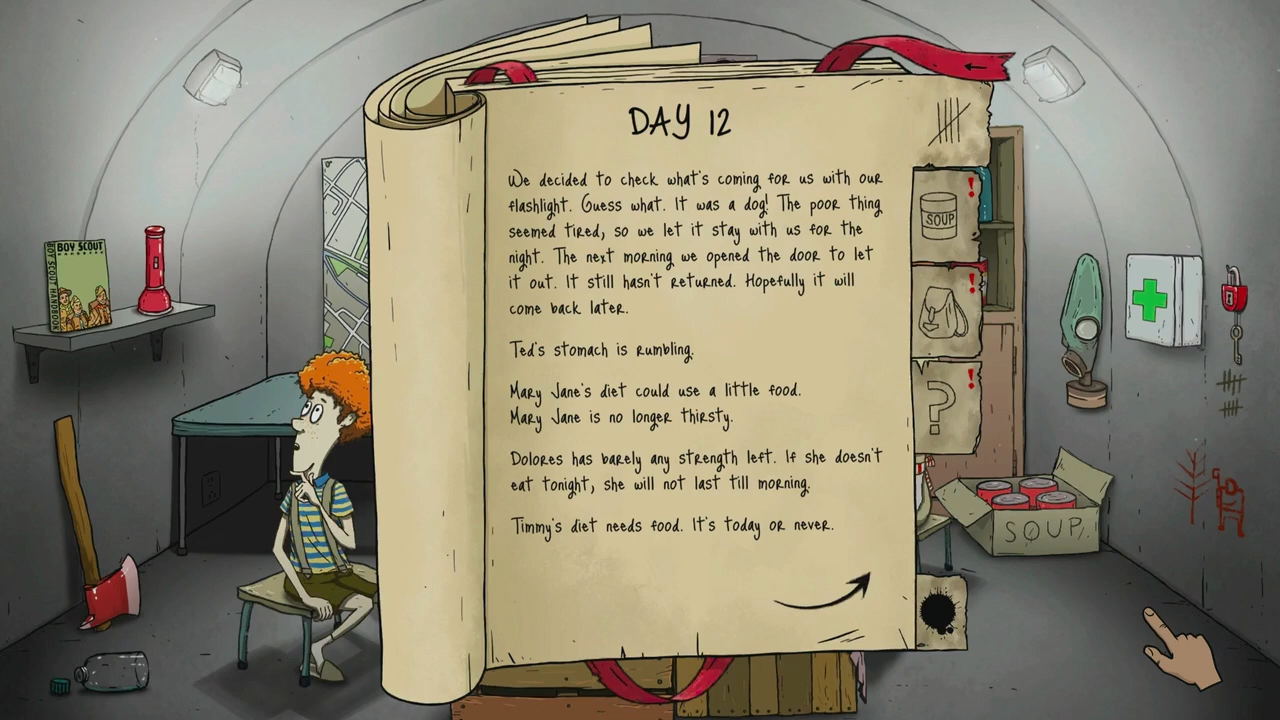 DAY 12
We decided to check what's coming for us with our
flashlight. Guess what. It was a dog! The poor thing
seemed tired, so we let it stay with us for the
night. The next morning we opened the door to let
it out. It still hasn't returned. Hopefully it will
come back later.
Ted's stomach is rumbling.
Mary Jane's diet could use a little food.
Mary Jane is no longer thirsty.
Dolores has barely any strength left. If she doesn't
eat tonight, she will not last till morning.
Timmy's diet needs food. It's today or never.
SOUP
!
!
?
!
BOY SCOUT
BOY SCOUT HANDBOOK
SOUP